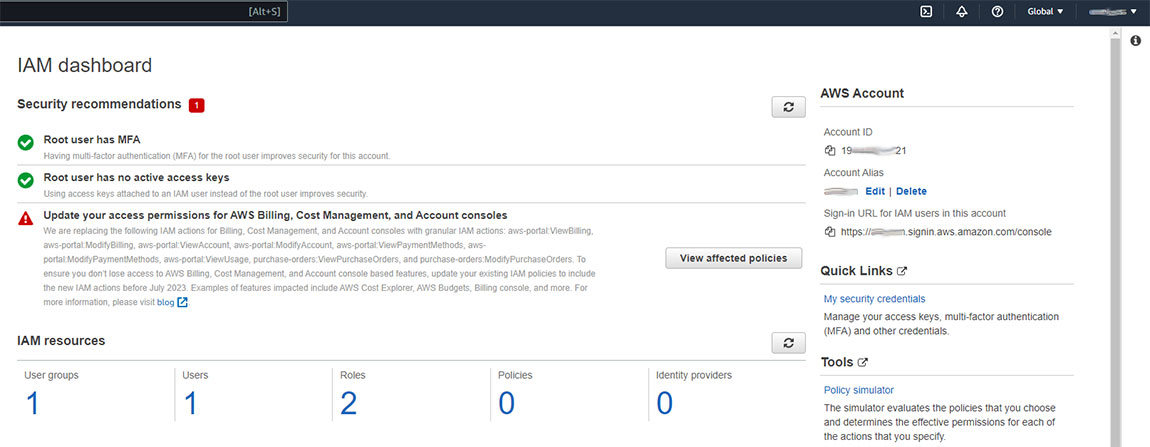 [Alt+S]
Global
IAM dashboard
Security recommendations 1
Root user has MFA
Having multi-factor authentication (MFA) for the root user improves security for this account.
Root user has no active access keys
Using access keys attached to an IAM user instead of the root user improves security.
Update your access permissions for AWS Billing, Cost Management, and Account consoles
We are replacing the following IAM actions for Billing, Cost Management, and Account consoles with granular IAM actions: aws-portal:ViewBilling,
aws-portal:ModifyBilling, aws-portal:ViewAccount, aws-portal:ModifyAccount, aws-portal:ViewPaymentMethods, aws-
portal:ModifyPaymentMethods, aws-portal:ViewUsage, purchase-orders:ViewPurchaseOrders, and purchase-orders:ModifyPurchaseOrders. To
ensure you don't lose access to AWS Billing, Cost Management, and Account console based features, update your existing IAM policies to include
the new IAM actions before July 2023. Examples of features impacted include AWS Cost Explorer, AWS Budgets, Billing console, and more. For
more information, please visit blog
View affected policies
IAM resources
User groups
1
Users
1
Roles
2
Policies
0
Identity providers
0
AWS Account
Account ID
19 21
Account Alias
Edit | Delete
Sign-in URL for IAM users in this account
https:// .signin.aws.amazon.com/console
Quick Links
My security credentials
Manage your access keys, multi-factor authentication
(MFA) and other credentials.
Tools
Policy simulator
The simulator evaluates the policies that you choose
and determines the effective permissions for each of
the actions that you specify.